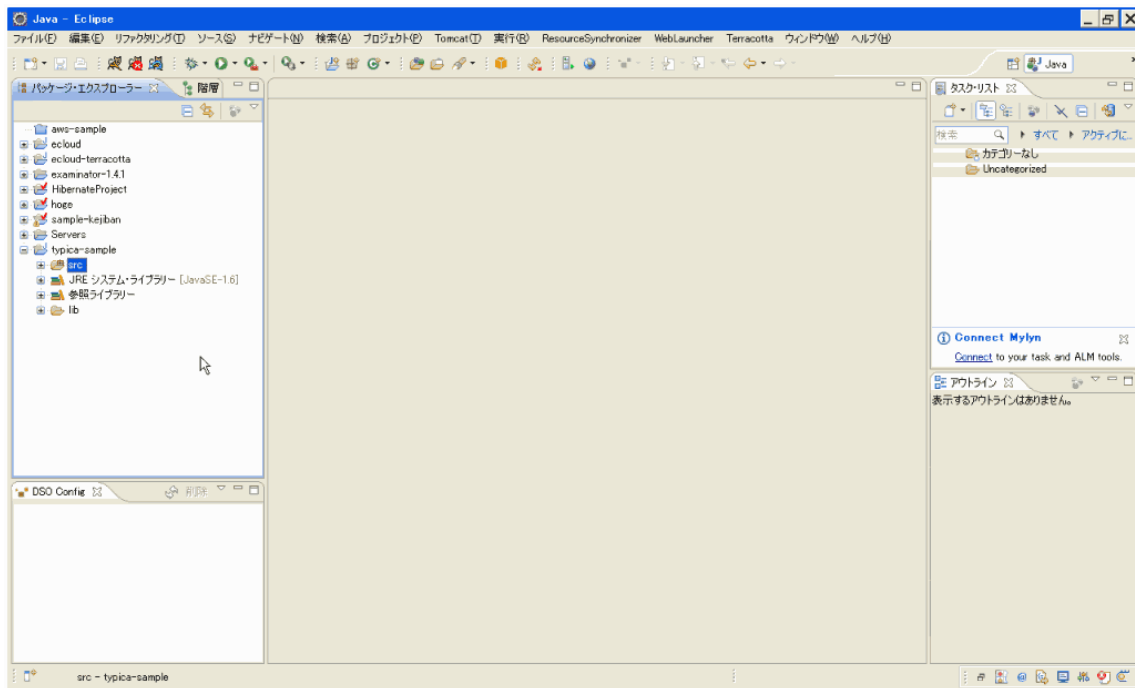 Java - Eclipse
ファイル(F) 編集(E) リファクタリング(T) ソース(S) ナビゲート(N) 検索(A) プロジェクト(P) Tomcat(T) 実行(R) ResourceSynchronizer WebLauncher Terracotta ウィンドウ(W) ヘルプ(H)
Java
パッケージ・エクスプローラー 階層
aws-sample
ecloud
ecloud-terracotta
examinator-1.4.1
HibernateProject
hoge
sample-kejiban
Servers
typica-sample
src
JRE システム・ライブラリー [JavaSE-1.6]
参照ライブラリー
lib
DSO Config 削除
タスク・リスト
検索 すべて アクティブに...
カテゴリーなし
Uncategorized
Connect Mylyn
Connect to your task and ALM tools.
アウトライン
表示するアウトラインはありません。
src - typica-sample